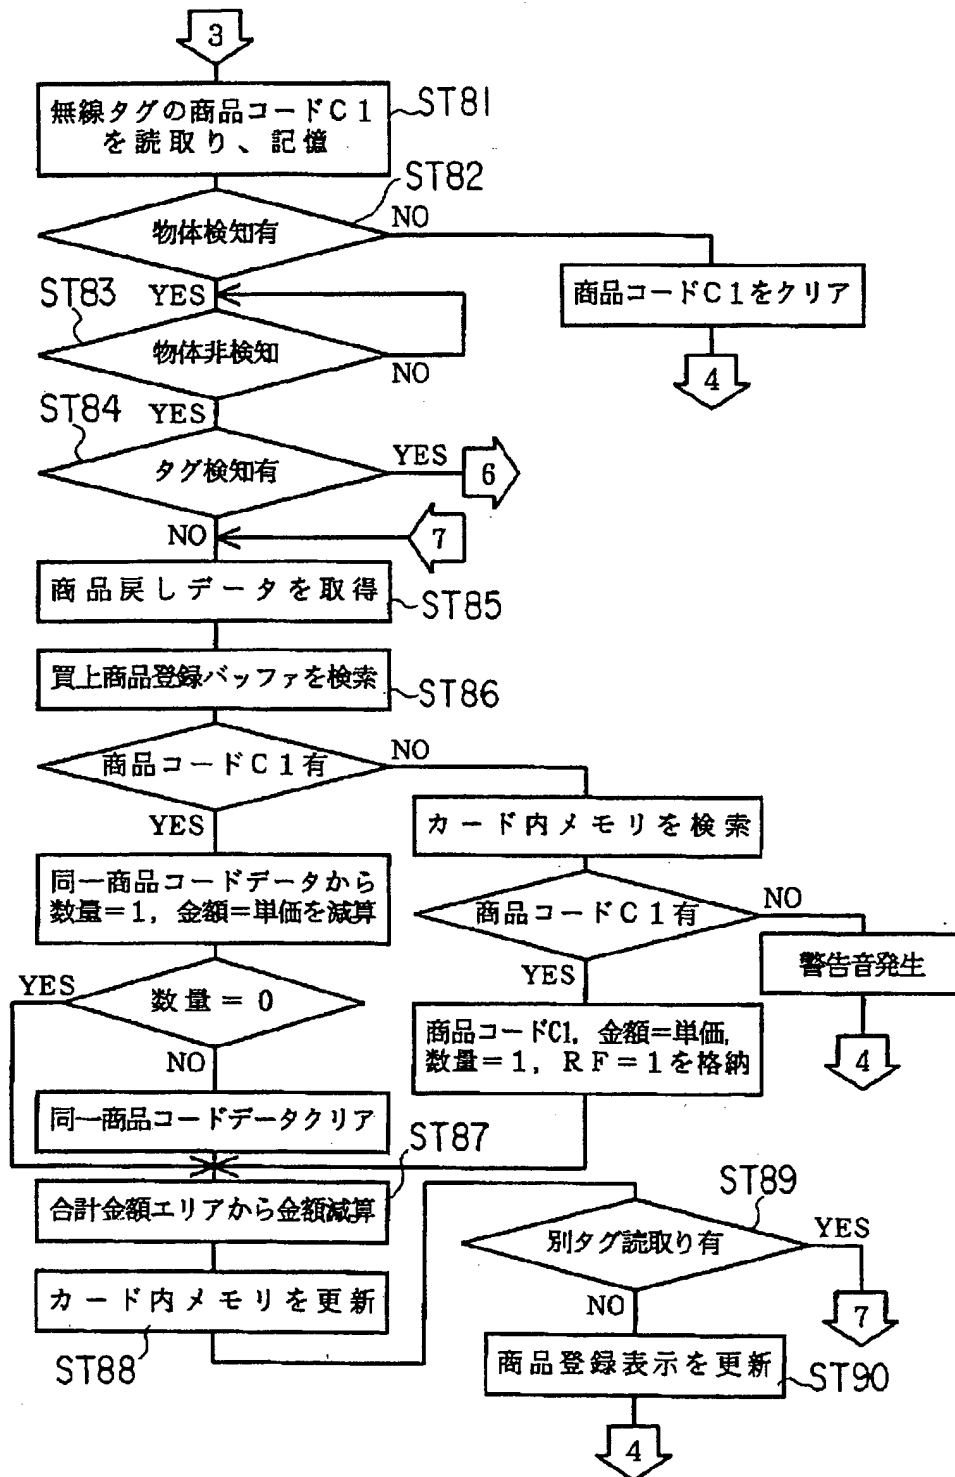 3
無線タグの商品コードC1
を読取り、記憶
ST81
ST82
物体検知有
NO
商品コードC1をクリア
4
YES
ST83
物体非検知
NO
YES
ST84
タグ検知有
YES
6
NO
7
商品戻しデータを取得
ST85
買上商品登録バッファを検索
ST86
商品コードC1有
NO
YES
カード内メモリを検索
同一商品コードデータから
数量=1，金額=単価を減算
商品コードC1有
NO
警告音発生
4
YES
数量=0
YES
NO
商品コードC1，金額=単価，
数量=1，RF=1を格納
同一商品コードデータクリア
ST87
合計金額エリアから金額減算
カード内メモリを更新
ST88
ST89
別タグ読取り有
YES
7
NO
商品登録表示を更新
ST90
4